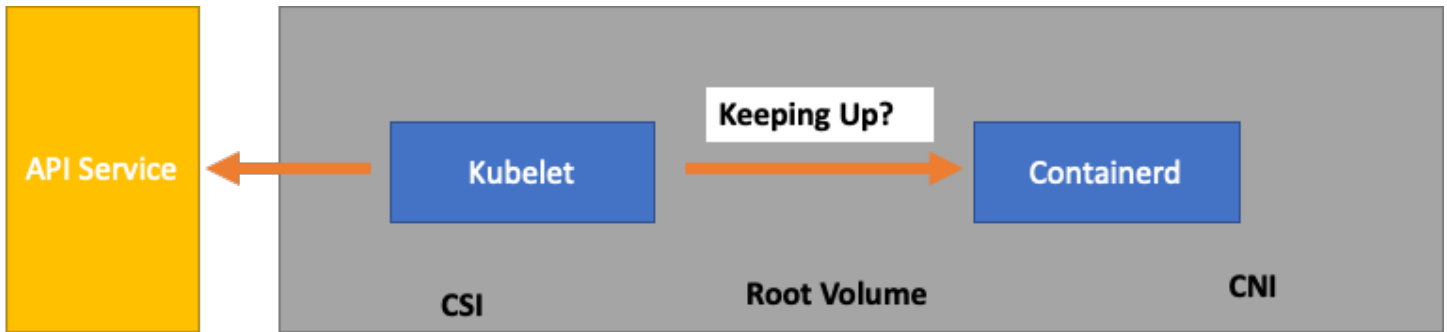 Keeping Up?
API Service
Kubelet
Containerd
CSI
Root Volume
CNI